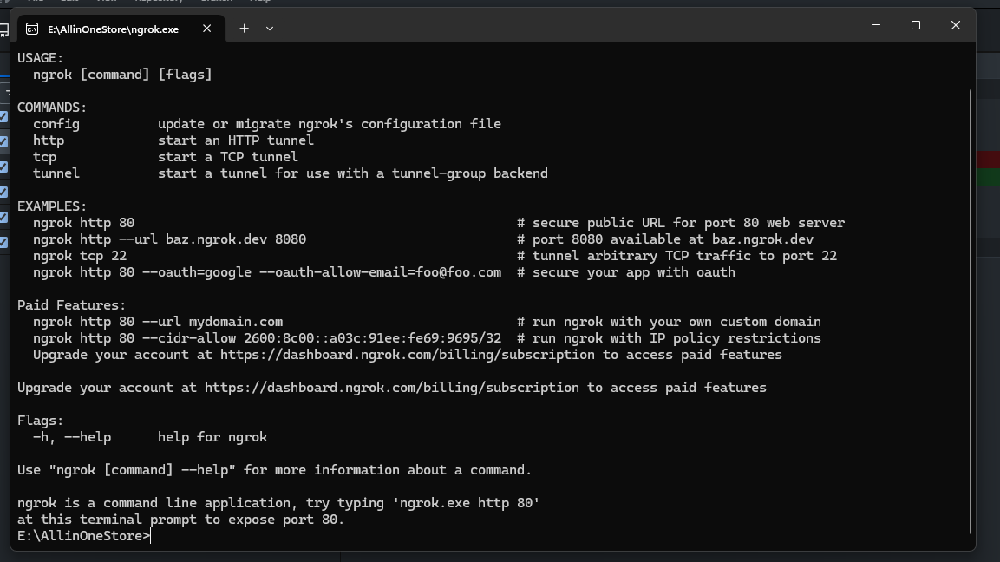 E:\AllinOneStore\ngrok.exe
USAGE:
ngrok [command] [flags]
COMMANDS:
config update or migrate ngrok's configuration file
http start an HTTP tunnel
tcp start a TCP tunnel
tunnel start a tunnel for use with a tunnel-group backend
EXAMPLES:
ngrok http 80 # secure public URL for port 80 web server
ngrok http --url baz.ngrok.dev 8080 # port 8080 available at baz.ngrok.dev
ngrok tcp 22 # tunnel arbitrary TCP traffic to port 22
ngrok http 80 --oauth=google --oauth-allow-email=foo@foo.com # secure your app with oauth
Paid Features:
ngrok http 80 --url mydomain.com # run ngrok with your own custom domain
ngrok http 80 --cidr-allow 2600:8c00::a03c:91ee:fe69:9695/32 # run ngrok with IP policy restrictions
Upgrade your account at https://dashboard.ngrok.com/billing/subscription to access paid features
Upgrade your account at https://dashboard.ngrok.com/billing/subscription to access paid features
Flags:
-h, --help help for ngrok
Use "ngrok [command] --help" for more information about a command.
ngrok is a command line application, try typing 'ngrok.exe http 80'
at this terminal prompt to expose port 80.
E:\AllinOneStore>